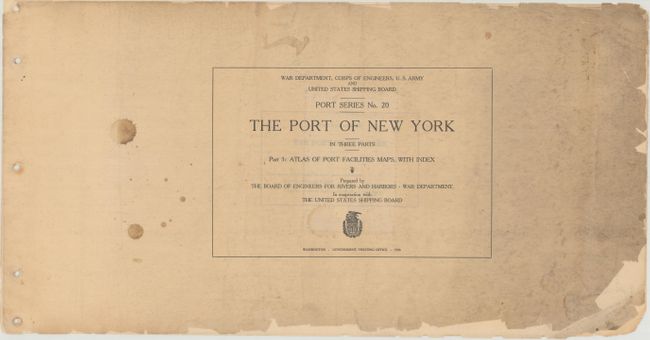 WAR DEPARTMENT, CORPS OF ENGINEERS, U. S. ARMY
AND
UNITED STATES SHIPPING BOARD
PORT SERIES No. 20
THE PORT OF NEW YORK
IN THREE PARTS
Part 3: ATLAS OF PORT FACILITIES MAPS, WITH INDEX
Prepared by
THE BOARD OF ENGINEERS FOR RIVERS AND HARBORS - WAR DEPARTMENT
In cooperation with
THE UNITED STATES SHIPPING BOARD
WASHINGTON : GOVERNMENT PRINTING OFFICE :